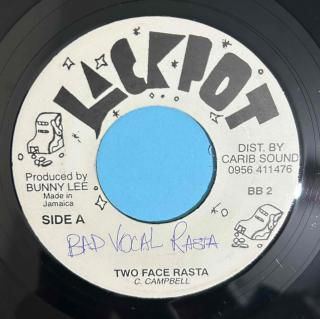 JACKPOT
Produced by
BUNNY LEE
Made in
Jamaica
SIDE A
DIST. BY
CARIB SOUND
0956 411476
BB 2
BAD VOCAL RASTA
TWO FACE RASTA
C. CAMPBELL